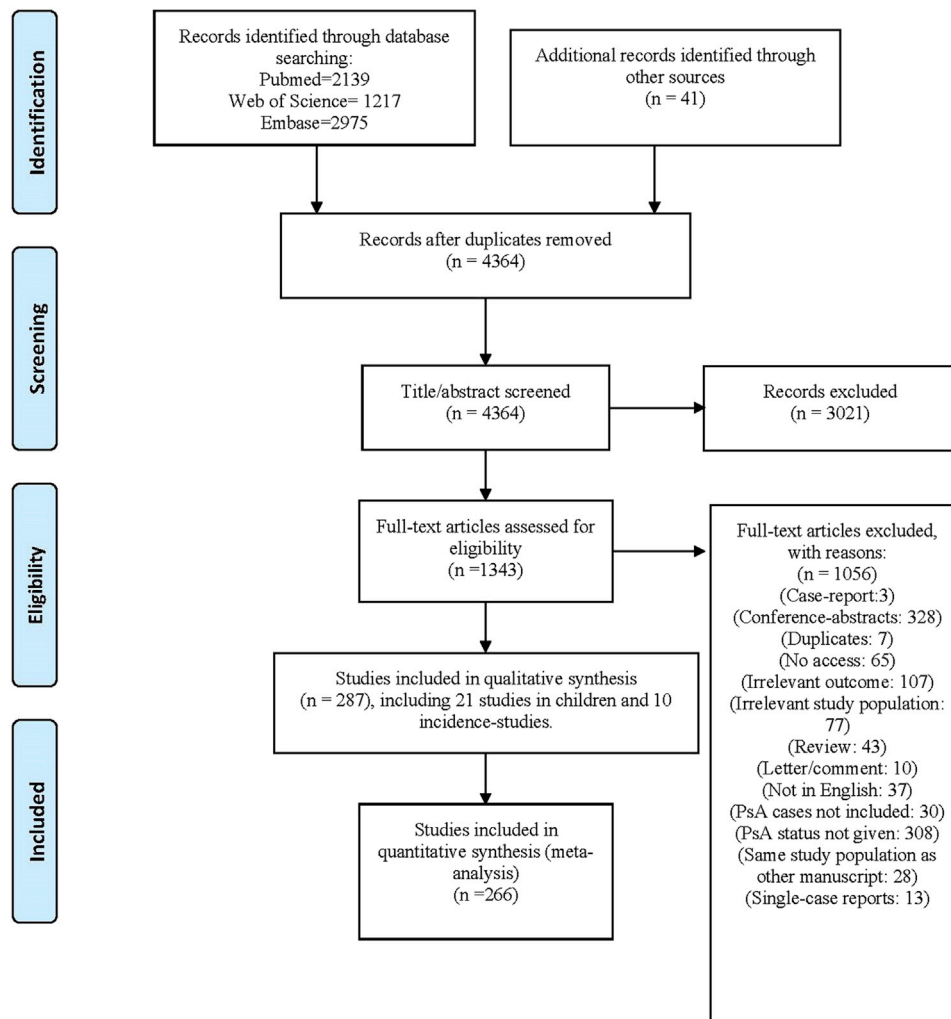 Identification
Records identified through database
searching:
Pubmed=2139
Web of Science= 1217
Embase=2975
Additional records identified through
other sources
(n = 41)
Records after duplicates removed
(n = 4364)
Screening
Title/abstract screened
(n = 4364)
Records excluded
(n = 3021)
Eligibility
Full-text articles assessed for
eligibility
(n =1343)
Full-text articles excluded,
with reasons:
(n = 1056)
(Case-report:3)
(Conference-abstracts: 328)
(Duplicates: 7)
(No access: 65)
(Irrelevant outcome: 107)
(Irrelevant study population:
77)
(Review: 43)
(Letter/comment: 10)
(Not in English: 37)
(PsA cases not included: 30)
(PsA status not given: 308)
(Same study population as
other manuscript: 28)
(Single-case reports: 13)
Studies included in qualitative synthesis
(n = 287), including 21 studies in children and 10
incidence-studies.
Included
Studies included in
quantitative synthesis (meta-
analysis)
(n =266)